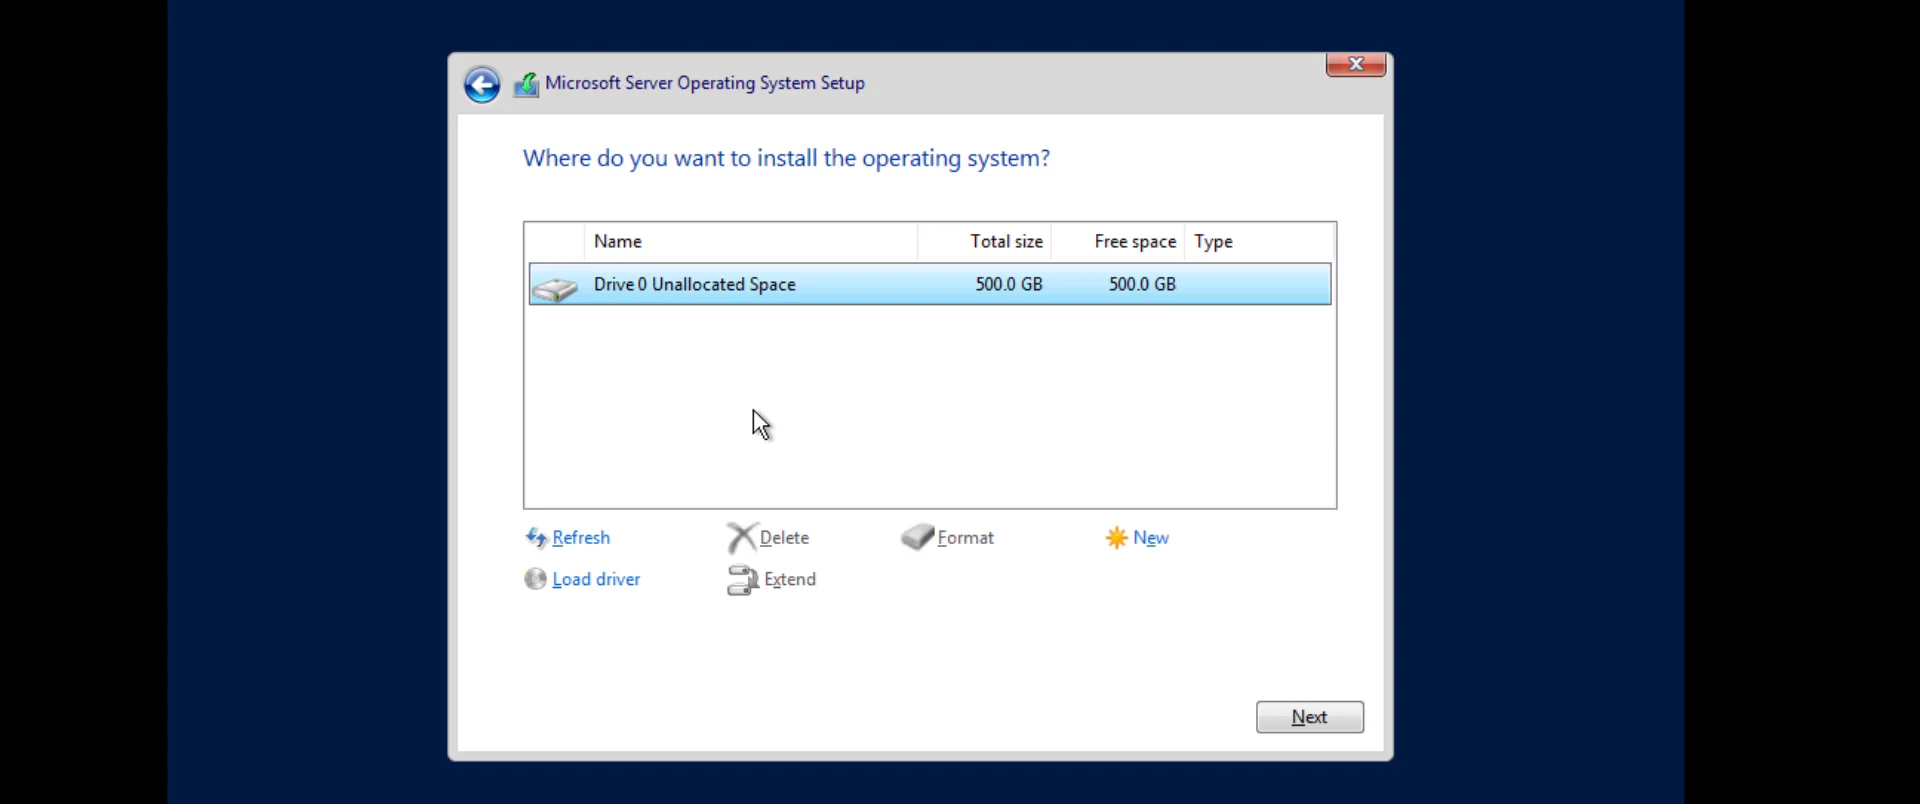 Microsoft Server Operating System Setup
Where do you want to install the operating system?
Name Total size Free space Type
Drive 0 Unallocated Space 500.0 GB 500.0 GB
Refresh Delete Format New
Load driver Extend
Next